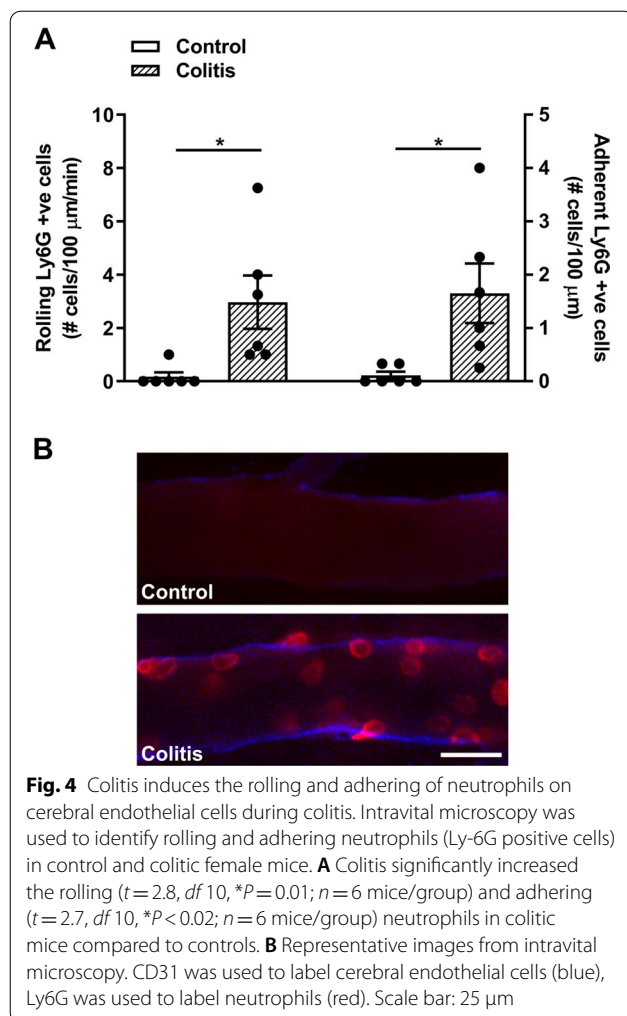 A
Control
Colitis
10
8
6
4
2
0
Rolling Ly6G +ve cells
(# cells/100 μm/min)
*
*
5
4
3
2
1
0
Adherent Ly6G +ve cells
(# cells/100 μm)
B
Control
Colitis
Fig. 4 Colitis induces the rolling and adhering of neutrophils on
cerebral endothelial cells during colitis. Intravital microscopy was
used to identify rolling and adhering neutrophils (Ly-6G positive cells)
in control and colitic female mice. A Colitis significantly increased
the rolling (t = 2.8, df 10, *P = 0.01; n = 6 mice/group) and adhering
(t = 2.7, df 10, *P < 0.02; n = 6 mice/group) neutrophils in colitic
mice compared to controls. B Representative images from intravital
microscopy. CD31 was used to label cerebral endothelial cells (blue),
Ly6G was used to label neutrophils (red). Scale bar: 25 μm